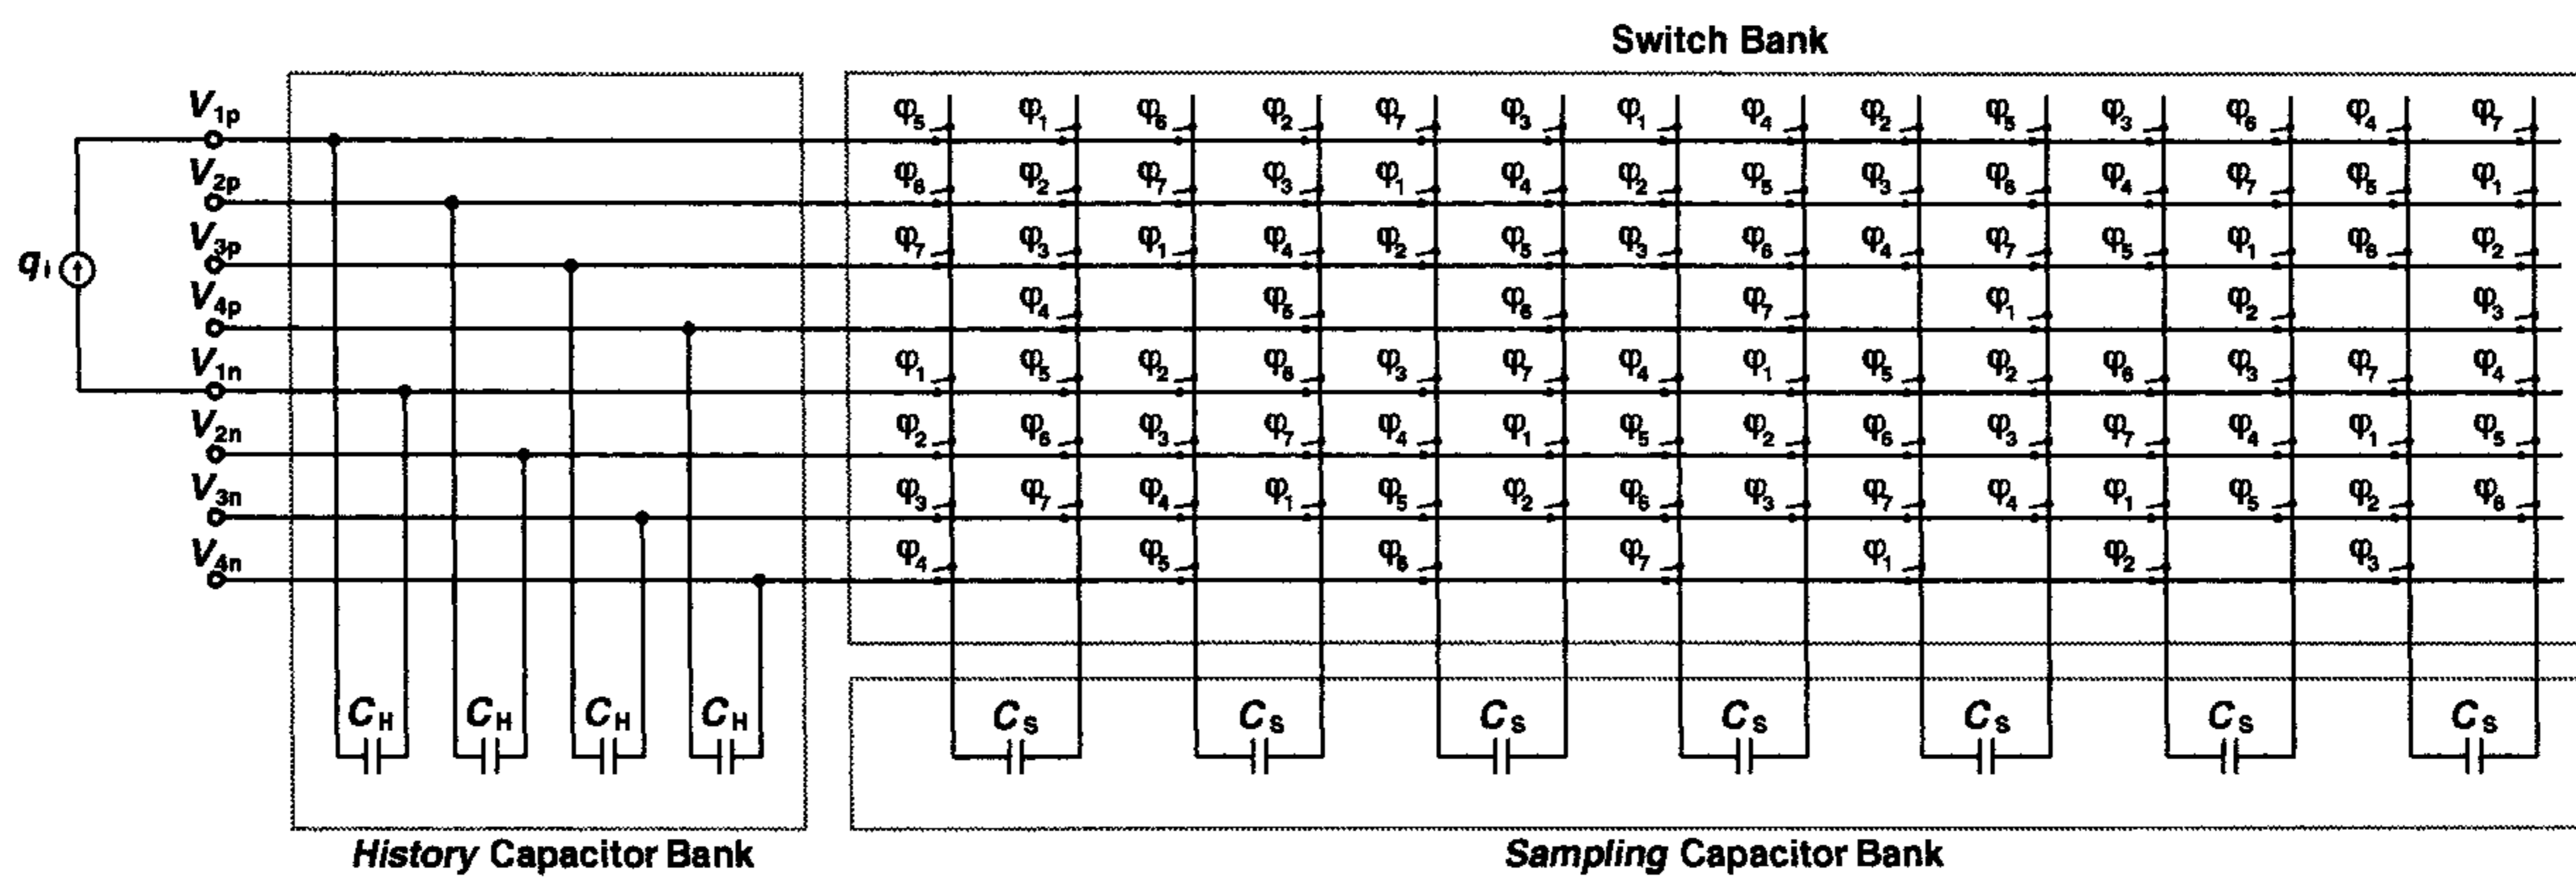 Switch Bank
V1p φ5 φ1 φ6 φ2 φ7 φ3 φ1 φ4 φ2 φ5 φ3 φ6 φ4 φ7
V2p φ6 φ2 φ7 φ3 φ1 φ4 φ2 φ5 φ3 φ6 φ4 φ7 φ5 φ1
V3p φ7 φ3 φ1 φ4 φ2 φ5 φ3 φ6 φ4 φ7 φ5 φ1 φ6 φ2
qi
V4p φ4 φ5 φ6 φ7 φ1 φ2 φ3
V1n φ1 φ5 φ2 φ6 φ3 φ7 φ4 φ1 φ5 φ2 φ6 φ3 φ7 φ4
V2n φ2 φ6 φ3 φ7 φ4 φ1 φ5 φ2 φ6 φ3 φ7 φ4 φ1 φ5
V3n φ3 φ7 φ4 φ1 φ5 φ2 φ6 φ3 φ7 φ4 φ1 φ5 φ2 φ6
V4n φ4 φ5 φ6 φ7 φ1 φ2 φ3
CH CH CH CH CS CS CS CS CS CS CS
History Capacitor Bank
Sampling Capacitor Bank